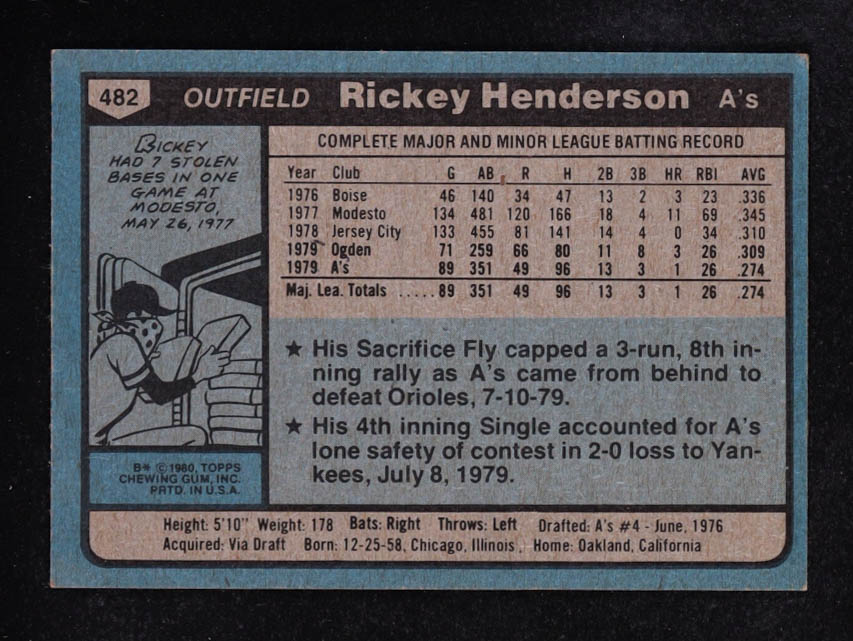 482 OUTFIELD Rickey Henderson A's
RICKEY
HAD 7 STOLEN
BASES IN ONE
GAME AT
MODESTO,
MAY 26, 1977
COMPLETE MAJOR AND MINOR LEAGUE BATTING RECORD
Year Club G AB R H 2B 3B HR RBI AVG
1976 Boise 46 140 34 47 13 2 3 23 .336
1977 Modesto 134 481 120 166 18 4 11 69 .345
1978 Jersey City 133 455 81 141 14 4 0 34 .310
1979 Ogden 71 259 66 80 11 8 3 26 .309
1979 A's 89 351 49 96 13 3 1 26 .274
Maj. Lea. Totals .....89 351 49 96 13 3 1 26 .274
★ His Sacrifice Fly capped a 3-run, 8th in-
ning rally as A's came from behind to
defeat Orioles, 7-10-79.
★ His 4th inning Single accounted for A's
lone safety of contest in 2-0 loss to Yan-
kees, July 8, 1979.
B* © 1980, TOPPS
CHEWING GUM, INC.
PRTD. IN U.S.A.
Height: 5'10" Weight: 178 Bats: Right Throws: Left Drafted: A's #4 - June, 1976
Acquired: Via Draft Born: 12-25-58, Chicago, Illinois Home: Oakland, California